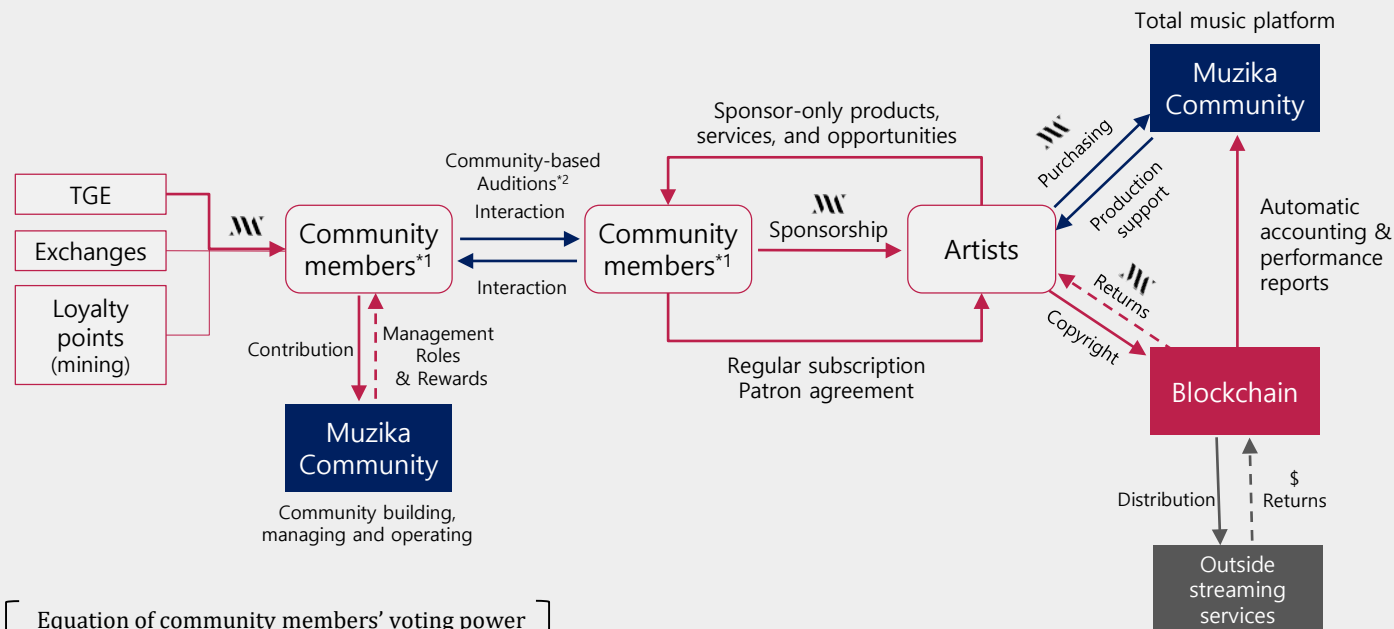 Total music platform
Muzika
Community
Sponsor-only products,
services, and opportunities
Purchasing
Production
support
Community-based
Auditions*2
Interaction
Interaction
TGE
Exchanges
Loyalty
points
(mining)
Community
members*1
Community
members*1
Sponsorship
Artists
Automatic
accounting &
performance
reports
Returns
Copyright
Contribution
Management
Roles
& Rewards
Regular subscription
Patron agreement
Blockchain
Muzika
Community
Community building,
managing and operating
Distribution
$
Returns
Outside
streaming
services
Equation of community members' voting power